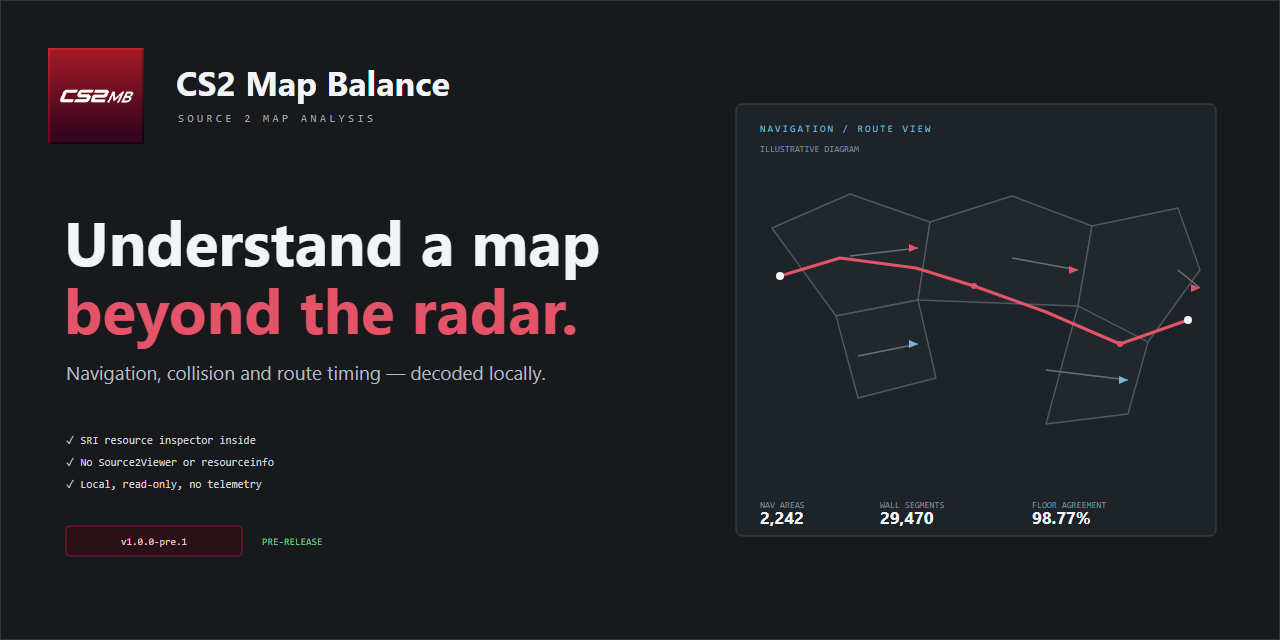 CS2MB
CS2 Map Balance
SOURCE 2 MAP ANALYSIS
Understand a map
beyond the radar.
Navigation, collision and route timing — decoded locally.
✓ SRI resource inspector inside
✓ No Source2Viewer or resourceinfo
✓ Local, read-only, no telemetry
v1.0.0-pre.1
PRE-RELEASE
NAVIGATION / ROUTE VIEW
ILLUSTRATIVE DIAGRAM
NAV AREAS
2,242
WALL SEGMENTS
29,470
FLOOR AGREEMENT
98.77%